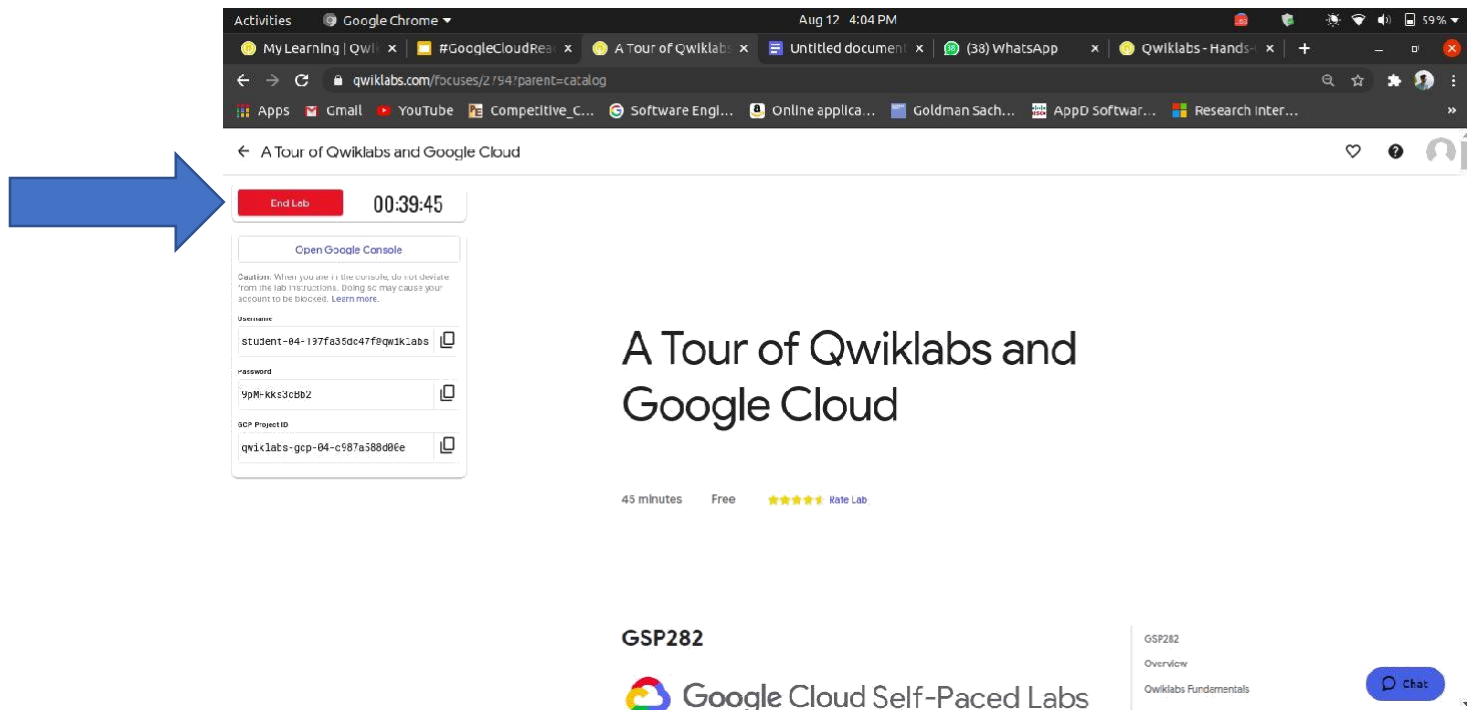 Activities Google Chrome Aug 12 4:04 PM 59%
My Learning | Qwi #GoogleCloudRea A Tour of Qwiklabs Untitled document (38) WhatsApp Qwiklabs - Hands-
qwiklabs.com/focuses/2794?parent=catalog
Apps Gmail YouTube Competitive_C... Software Engi... Online applica... Goldman Sach... AppD Softwar... Research Inter... »
A Tour of Qwiklabs and Google Cloud
End Lab 00:39:45
Open Google Console
Caution: When you are in the console, do not deviate
from the lab instructions. Doing so may cause your
account to be blocked. Learn more.
Username
student-04-197fa35dc47f@qwiklabs
Password
GCP Project ID
qwiklabs-gcp-04-c987a588d00e
A Tour of Qwiklabs and
Google Cloud
45 minutes Free Rate Lab
GSP282
Google Cloud Self-Paced Labs
GSP282
Overview
Qwiklabs Fundamentals
Chat